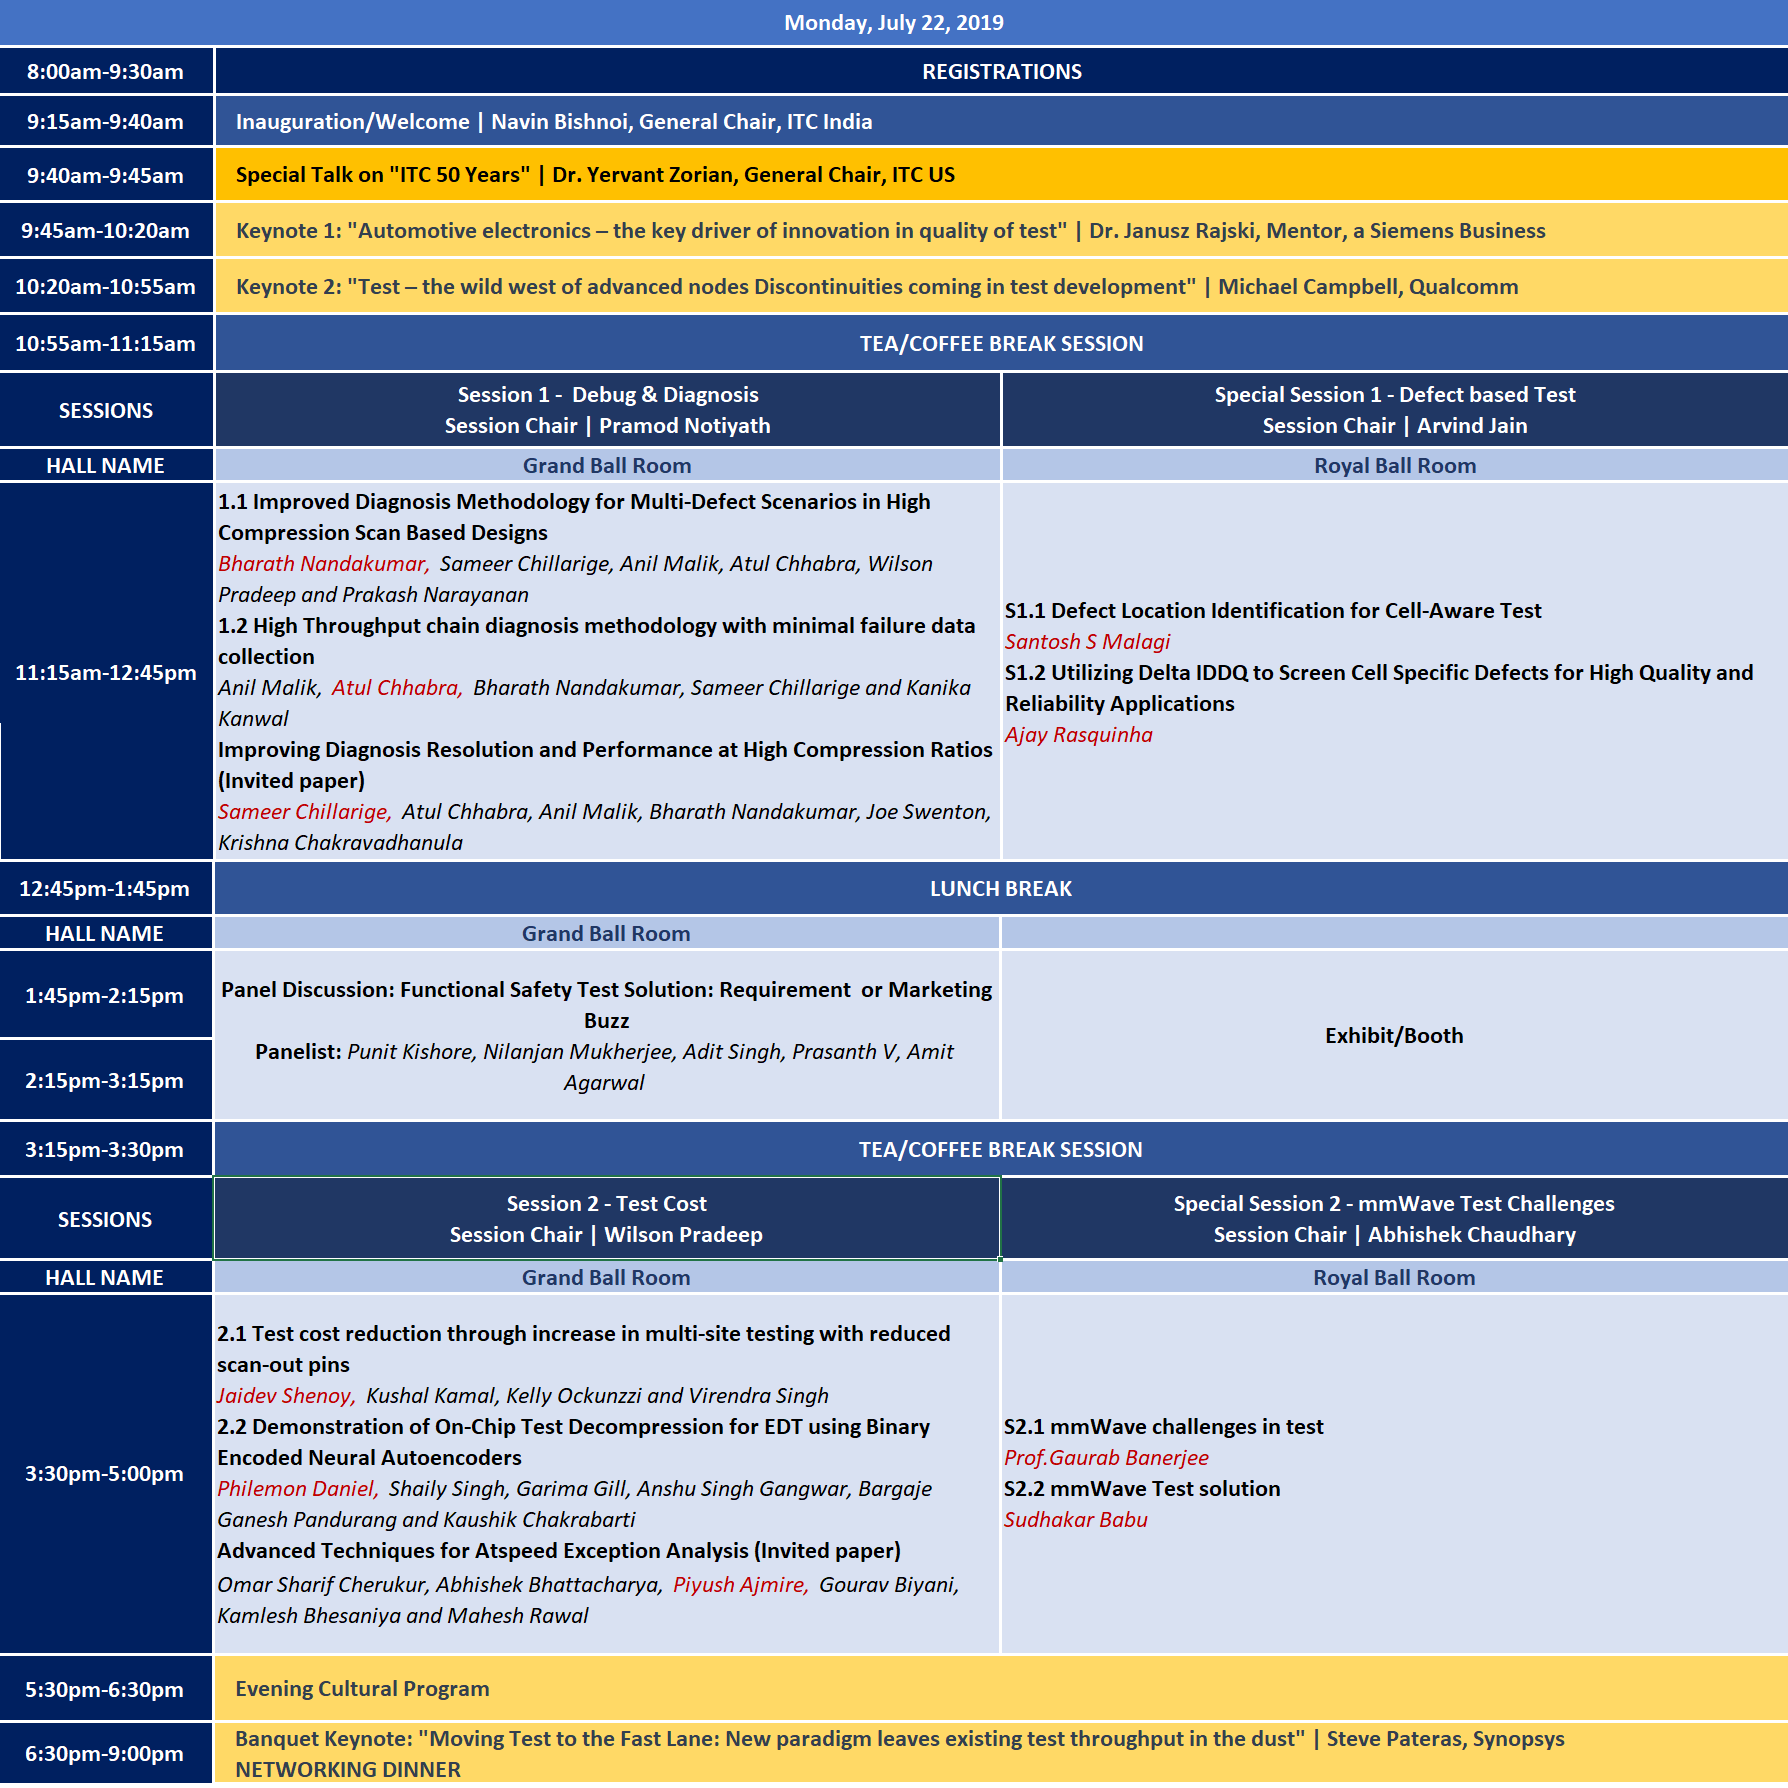 Monday, July 22, 2019
8:00am-9:30am
REGISTRATIONS
9:15am-9:40am
Inauguration/Welcome | Navin Bishnoi, General Chair, ITC India
9:40am-9:45am
Special Talk on "ITC 50 Years" | Dr. Yervant Zorian, General Chair, ITC US
9:45am-10:20am
Keynote 1: "Automotive electronics – the key driver of innovation in quality of test" | Dr. Janusz Rajski, Mentor, a Siemens Business
10:20am-10:55am
Keynote 2: "Test – the wild west of advanced nodes Discontinuities coming in test development" | Michael Campbell, Qualcomm
10:55am-11:15am
TEA/COFFEE BREAK SESSION
SESSIONS
Session 1 -  Debug & Diagnosis
Session Chair | Pramod Notiyath
Special Session 1 - Defect based Test
Session Chair | Arvind Jain
HALL NAME
Grand Ball Room
Royal Ball Room
11:15am-12:45pm
1.1 Improved Diagnosis Methodology for Multi-Defect Scenarios in High
Compression Scan Based Designs
Bharath Nandakumar,  Sameer Chillarige, Anil Malik, Atul Chhabra, Wilson
Pradeep and Prakash Narayanan
1.2 High Throughput chain diagnosis methodology with minimal failure data
collection
Anil Malik,  Atul Chhabra,  Bharath Nandakumar, Sameer Chillarige and Kanika
Kanwal
Improving Diagnosis Resolution and Performance at High Compression Ratios
(Invited paper)
Sameer Chillarige,  Atul Chhabra, Anil Malik, Bharath Nandakumar, Joe Swenton,
Krishna Chakravadhanula
S1.1 Defect Location Identification for Cell-Aware Test
Santosh S Malagi
S1.2 Utilizing Delta IDDQ to Screen Cell Specific Defects for High Quality and
Reliability Applications
Ajay Rasquinha
12:45pm-1:45pm
LUNCH BREAK
HALL NAME
Grand Ball Room
1:45pm-2:15pm
2:15pm-3:15pm
Panel Discussion: Functional Safety Test Solution: Requirement  or Marketing
Buzz
Panelist: Punit Kishore, Nilanjan Mukherjee, Adit Singh, Prasanth V, Amit
Agarwal
Exhibit/Booth
3:15pm-3:30pm
TEA/COFFEE BREAK SESSION
SESSIONS
Session 2 - Test Cost
Session Chair | Wilson Pradeep
Special Session 2 - mmWave Test Challenges
Session Chair | Abhishek Chaudhary
HALL NAME
Grand Ball Room
Royal Ball Room
3:30pm-5:00pm
2.1 Test cost reduction through increase in multi-site testing with reduced
scan-out pins
Jaidev Shenoy,  Kushal Kamal, Kelly Ockunzzi and Virendra Singh
2.2 Demonstration of On-Chip Test Decompression for EDT using Binary
Encoded Neural Autoencoders
Philemon Daniel,  Shaily Singh, Garima Gill, Anshu Singh Gangwar, Bargaje
Ganesh Pandurang and Kaushik Chakrabarti
Advanced Techniques for Atspeed Exception Analysis (Invited paper)
Omar Sharif Cherukur, Abhishek Bhattacharya,  Piyush Ajmire,  Gourav Biyani,
Kamlesh Bhesaniya and Mahesh Rawal
S2.1 mmWave challenges in test
Prof.Gaurab Banerjee
S2.2 mmWave Test solution
Sudhakar Babu
5:30pm-6:30pm
Evening Cultural Program
6:30pm-9:00pm
Banquet Keynote: "Moving Test to the Fast Lane: New paradigm leaves existing test throughput in the dust" | Steve Pateras, Synopsys
NETWORKING DINNER